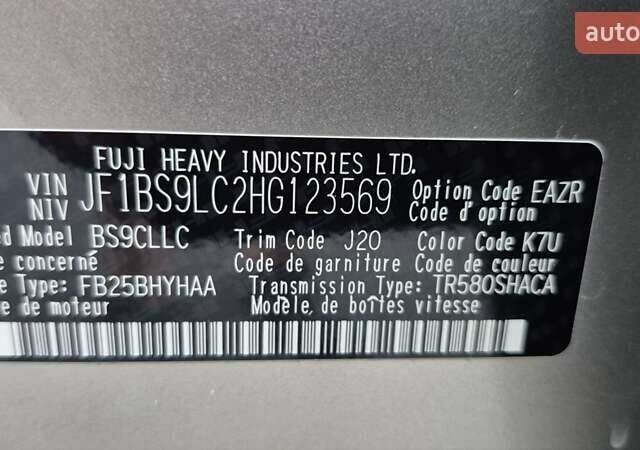 auto
FUJI HEAVY INDUSTRIES LTD.
VIN NIV JF1BS9LC2HG123569 Option Code EAZR
Code d'option
ed Model BS9CLLC Trim Code J20 Color Code K7U
e concerné Code de garniture Code de couleur
e Type: FB25BHYHAA Transmission Type: TR580SHACA
e de moteur Modèle de boîtes vitesse